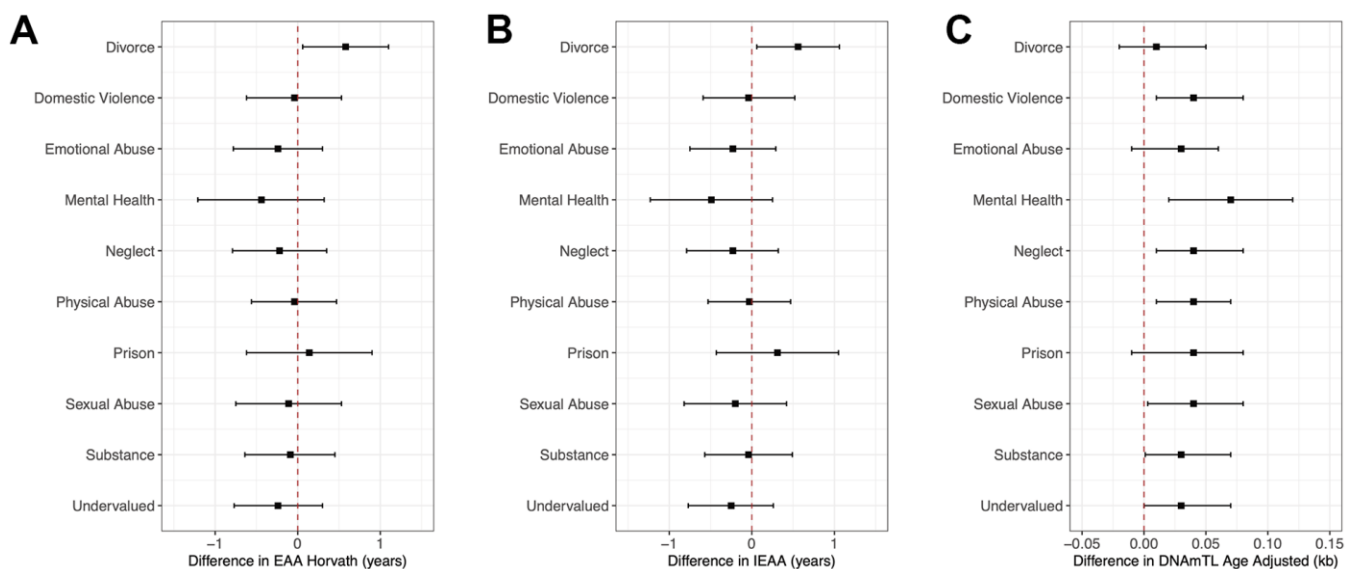 A
Divorce
Domestic Violence
Emotional Abuse
Mental Health
Neglect
Physical Abuse
Prison
Sexual Abuse
Substance
Undervalued
−1 0 1
Difference in EAA Horvath (years)
B
Divorce
Domestic Violence
Emotional Abuse
Mental Health
Neglect
Physical Abuse
Prison
Sexual Abuse
Substance
Undervalued
−1 0 1
Difference in IEAA (years)
C
Divorce
Domestic Violence
Emotional Abuse
Mental Health
Neglect
Physical Abuse
Prison
Sexual Abuse
Substance
Undervalued
−0.05 0.00 0.05 0.10 0.15
Difference in DNAmTL Age Adjusted (kb)